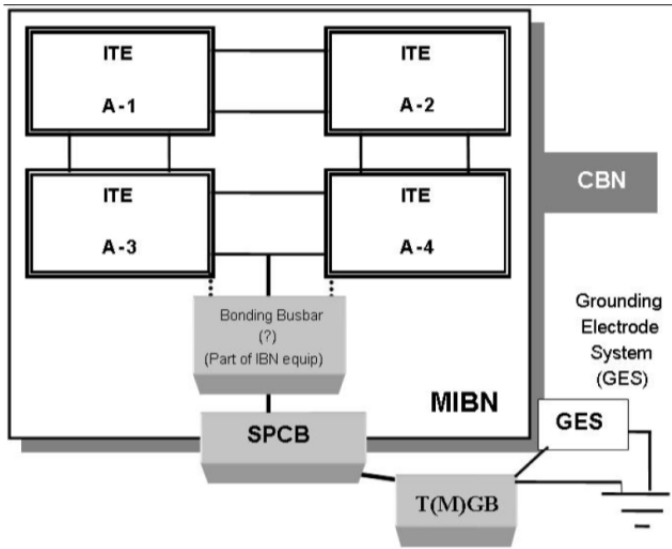 ITE
A-1
ITE
A-2
ITE
A-3
ITE
A-4
CBN
Bonding Busbar
(?)
(Part of IBN equip)
Grounding
Electrode
System
(GES)
MIBN
GES
SPCB
T(M)GB